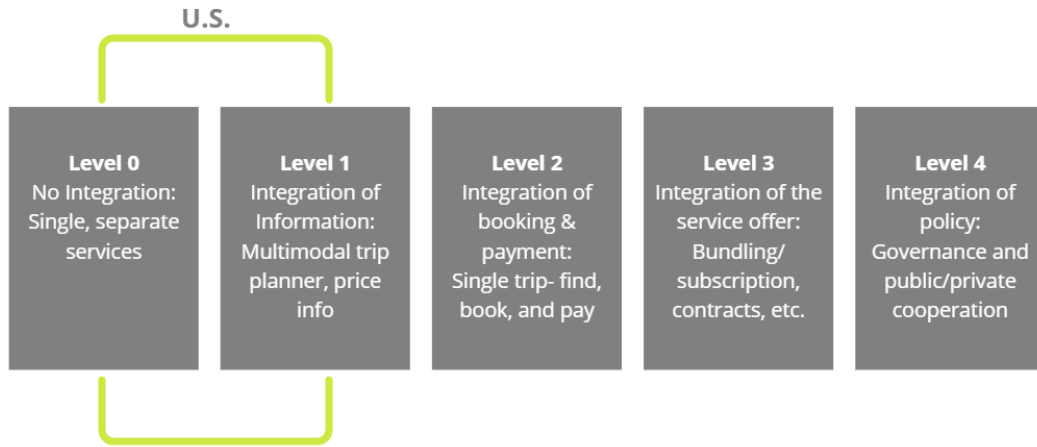 U.S.
Level 0
No Integration:
Single, separate
services
Level 1
Integration of
Information:
Multimodal trip
planner, price
info
Level 2
Integration of
booking &
payment:
Single trip- find,
book, and pay
Level 3
Integration of the
service offer:
Bundling/
subscription,
contracts, etc.
Level 4
Integration of
policy:
Governance and
public/private
cooperation